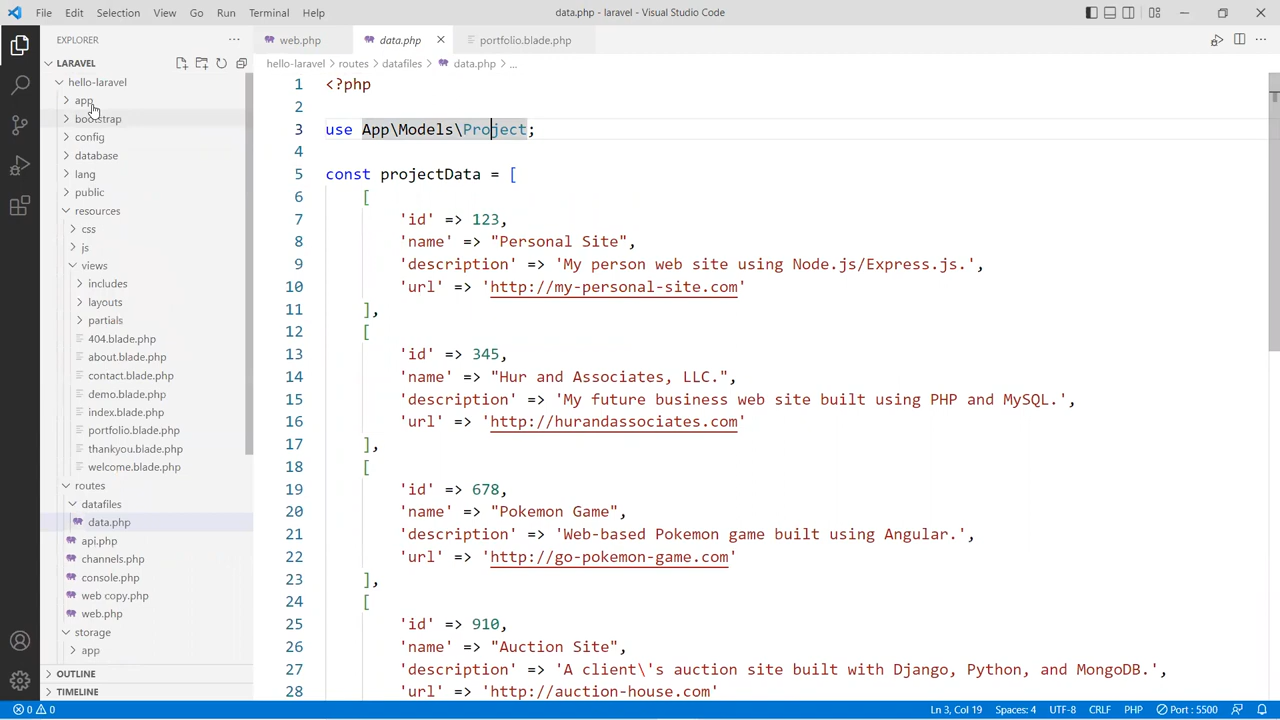 File Edit Selection View Go Run Terminal Help
data.php - laravel - Visual Studio Code
EXPLORER
LARAVEL
hello-laravel
app
bootstrap
config
database
lang
public
resources
css
js
views
includes
layouts
partials
404.blade.php
about.blade.php
contact.blade.php
demo.blade.php
index.blade.php
portfolio.blade.php
thankyou.blade.php
welcome.blade.php
routes
datafiles
data.php
api.php
channels.php
console.php
web copy.php
web.php
storage
app
OUTLINE
TIMELINE
web.php data.php portfolio.blade.php
hello-laravel > routes > datafiles > data.php > ...
1 <?php
2
3 use App\Models\Project;
4
5 const projectData = [
6 [
7 'id' => 123,
8 'name' => "Personal Site",
9 'description' => 'My person web site using Node.js/Express.js.',
10 'url' => 'http://my-personal-site.com'
11 ],
12 [
13 'id' => 345,
14 'name' => "Hur and Associates, LLC.",
15 'description' => 'My future business web site built using PHP and MySQL.',
16 'url' => 'http://hurandassociates.com'
17 ],
18 [
19 'id' => 678,
20 'name' => "Pokemon Game",
21 'description' => 'Web-based Pokemon game built using Angular.',
22 'url' => 'http://go-pokemon-game.com'
23 ],
24 [
25 'id' => 910,
26 'name' => "Auction Site",
27 'description' => 'A client\'s auction site built with Django, Python, and MongoDB.',
28 'url' => 'http://auction-house.com'
0 0 Ln 3, Col 19 Spaces: 4 UTF-8 CRLF PHP Port : 5500